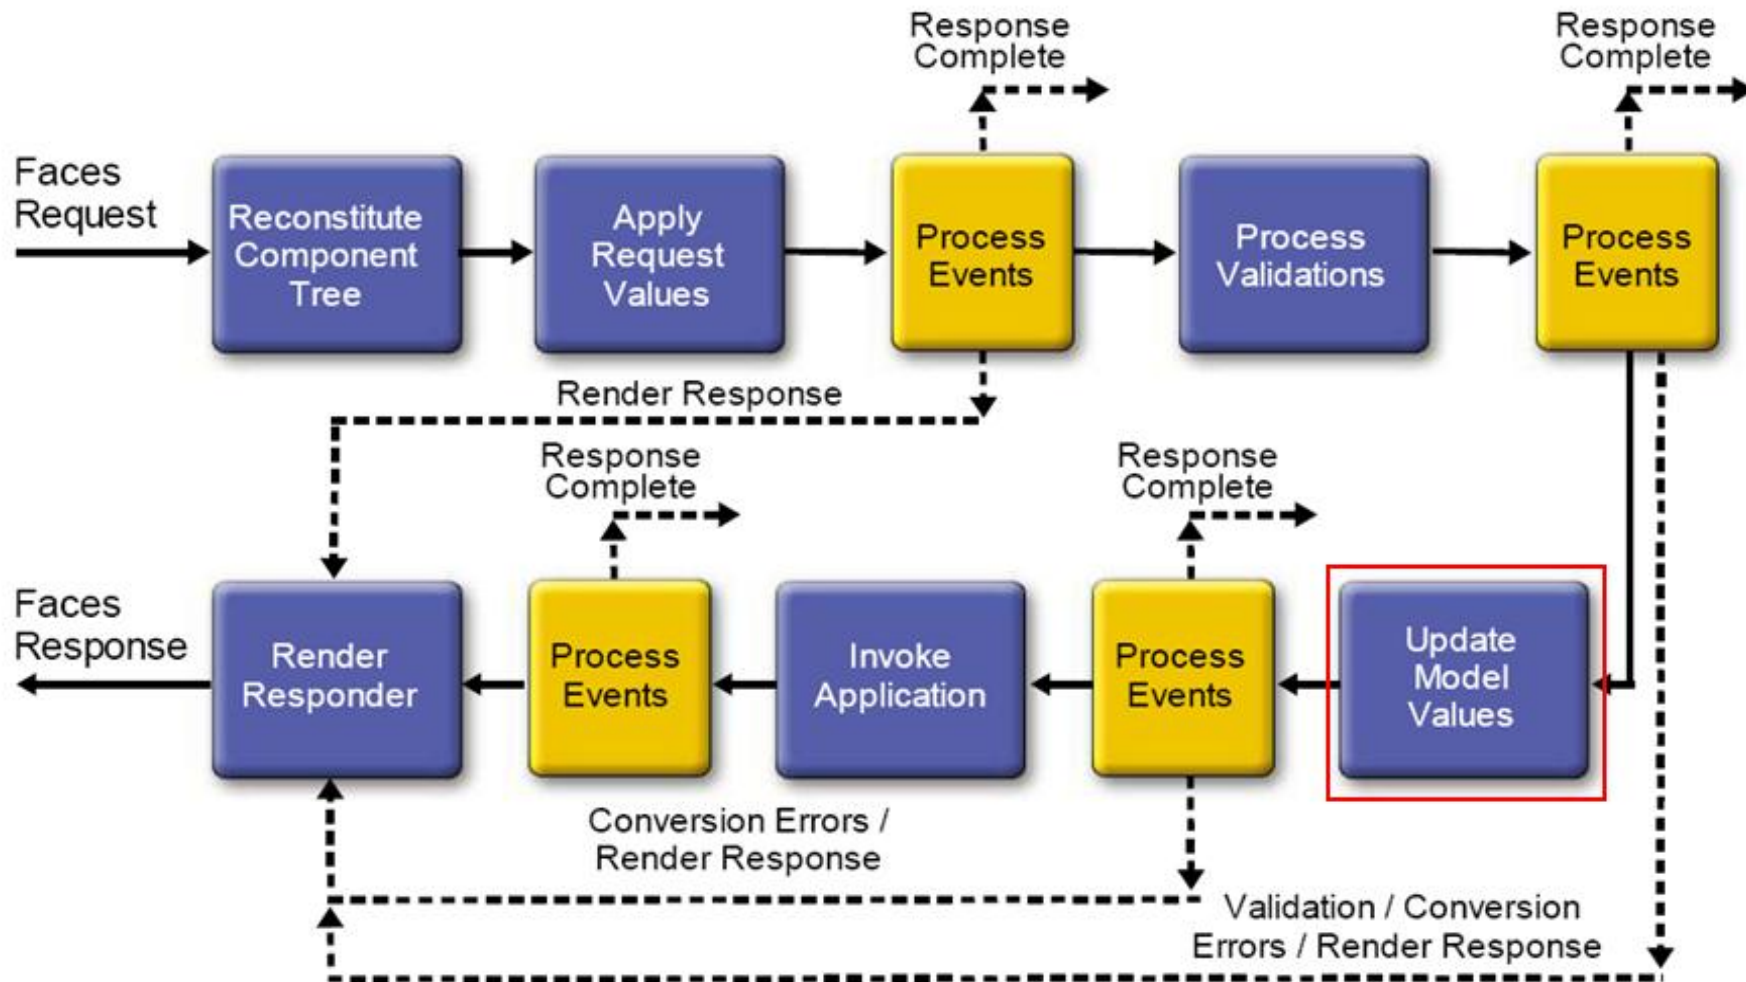 Response
Complete
Response
Complete
Faces
Request
Reconstitute
Component
Tree
Apply
Request
Values
Process
Events
Process
Validations
Process
Events
Render Response
Response
Complete
Response
Complete
Faces
Response
Render
Responder
Process
Events
Invoke
Application
Process
Events
Update
Model
Values
Conversion Errors /
Render Response
Validation / Conversion
Errors / Render Response